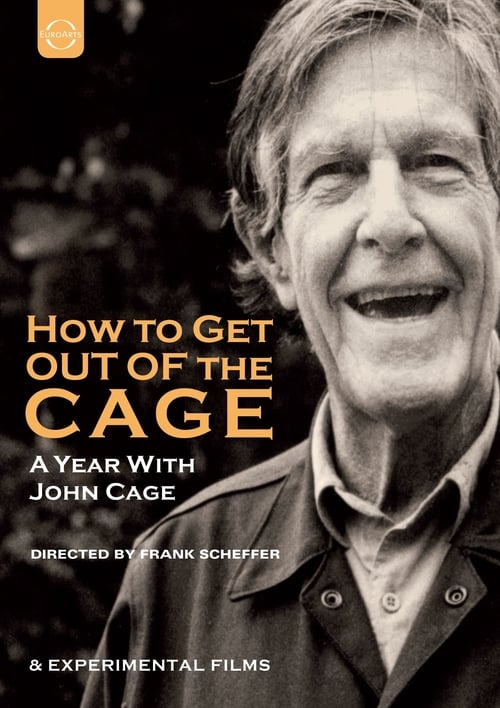 EUROARTS
HOW TO GET
OUT OF THE
CAGE
A YEAR WITH
JOHN CAGE
DIRECTED BY FRANK SCHEFFER
& EXPERIMENTAL FILMS